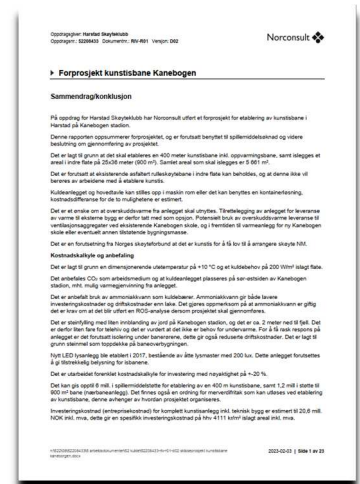 Oppdragsgiver: Harstad Skøyteklubb
Oppdragsnr.: 52208433 Dokumentnr.: RIV-R01 Versjon: D02
Norconsult
Forprosjekt kunstisbane Kanebogen
Sammendrag/konklusjon
På oppdrag for Harstad Skøyteklubb har Norconsult utført et forprosjekt for etablering av kunstisbane i
Harstad på Kanebogen stadion.
Denne rapporten oppsummerer forprosjektet, og er forutsatt benyttet til spillemiddelsøknad og videre
beslutning om gjennomføring av prosjektet.
Det er lagt til grunn at det skal etableres en 400 meter kunstisbane inkl. oppvarmingsbane, samt islegges et
areal i indre flate på 25x36 meter (900 m²). Samlet areal som skal islegges er 5 661 m².
Det er forutsatt at eksisterende asfaltert rulleskøytebane i indre flate kan beholdes, og at denne ikke vil
berøres av arbeidene med å etablere kunstis.
Kuldeanlegget og hovedtavle kan stilles opp i maskin rom eller det kan benyttes en containerløsning,
kostnadsdifferanse for de to mulighetene er estimert.
Det er et ønske om at overskuddsvarme fra anlegget skal utnyttes. Tilrettelegging av anlegget for leveranse
av varme til eksterne bygg er derfor tatt med som opsjon. Potensielt bruk av overskuddsvarme leveranse til
ventilasjonsaggregater ved eksisterende Kanebogen skole, og i fremtiden til varmeanlegg for ny Kanebogen
skole eller eventuelt annen tilstøtende bygningsmasse.
Det er en forutsetning fra Norges skøyteforbund at det er kunstis for å få lov til å arrangere skøyte NM.
Kostnadskalkyle og anbefaling
Det er lagt til grunn en dimensjonerende utetemperatur på +10 °C og et kuldebehov på 200 W/m² islagt flate.
Det anbefales CO₂ som arbeidsmedium og at kuldeanlegget plasseres på sør-østsiden av Kanebogen
stadion, mht. mulig varmegjenvinning fra anlegget.
Det er anbefalt bruk av ammoniakkvann som kuldebærer. Ammoniakkvann gir både lavere
investeringskostnader og driftskostnader enn lake. Det gjøres oppmerksom på at ammoniakkvann er giftig
det er krav om at det blir utført en ROS-analyse dersom prosjektet skal gjennomføres.
Det er steinfylling med liten innblanding av jord på Kanebogen stadion, og det er ca. 2 meter ned til fjell. Det
er derfor liten fare for telehiv og det er vurdert at det ikke er behov for undervarme. For å få rask respons på
anlegget er det forutsatt isolering under banerørene, dette gir også reduserte driftskostnader. Det er lagt til
grunn steinmel som toppdekke på baneoverbygningen.
Nytt LED lysanlegg ble etablert i 2017, bestående av åtte lysmaster med 200 lux. Dette anlegget forutsettes
å gi tilstrekkelig belysning for isbanene.
Det er utarbeidet forenklet kostnadskalkyle for investering med nøyaktighet på +-20 %.
Det kan gis opptil 8 mill. i spillemiddelstøtte for etablering av en 400 m kunstisbane, samt 1,2 mill i støtte til
900 m² bane (nærbaneanlegg). Det finnes også en ordning for merverdifritak som kan utløses ved etablering
av kunstisbane, denne avhenger av hvordan prosjektet organiseres.
Investeringskostnad (entreprisekostnad) for komplett kunstisanlegg inkl. teknisk bygg er estimert til 20,6 mill.
NOK inkl. mva, dette gir en spesifikk investeringskostnad på hhv 4111 kr/m² islagt areal inkl. mva.
2023-02-03 | Side 1 av 23